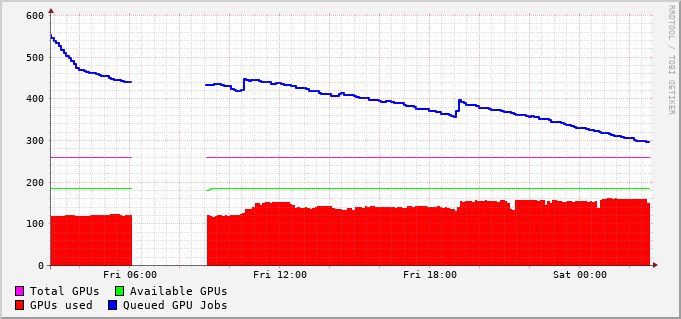 RRDTOOL / TOBI OETIKER
600
500
400
300
200
100
0
Fri 06:00 Fri 12:00 Fri 18:00 Sat 00:00
Total GPUs Available GPUs
GPUs used Queued GPU Jobs